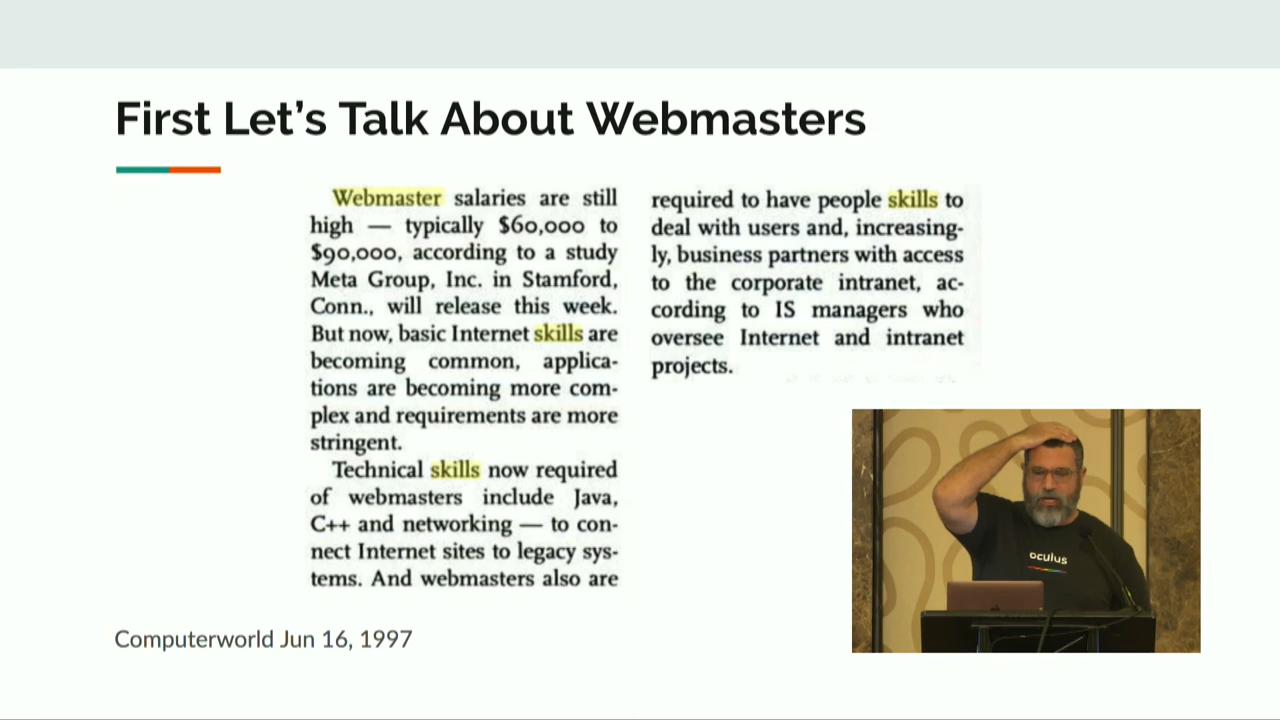 First Let's Talk About Webmasters
Webmaster salaries are still
high — typically $60,000 to
$90,000, according to a study
Meta Group, Inc. in Stamford,
Conn., will release this week.
But now, basic Internet skills are
becoming common, applica-
tions are becoming more com-
plex and requirements are more
stringent.
Technical skills now required
of webmasters include Java,
C++ and networking — to con-
nect Internet sites to legacy sys-
tems. And webmasters also are
required to have people skills to
deal with users and, increasing-
ly, business partners with access
to the corporate intranet, ac-
cording to IS managers who
oversee Internet and intranet
projects.
oculus
Computerworld Jun 16, 1997